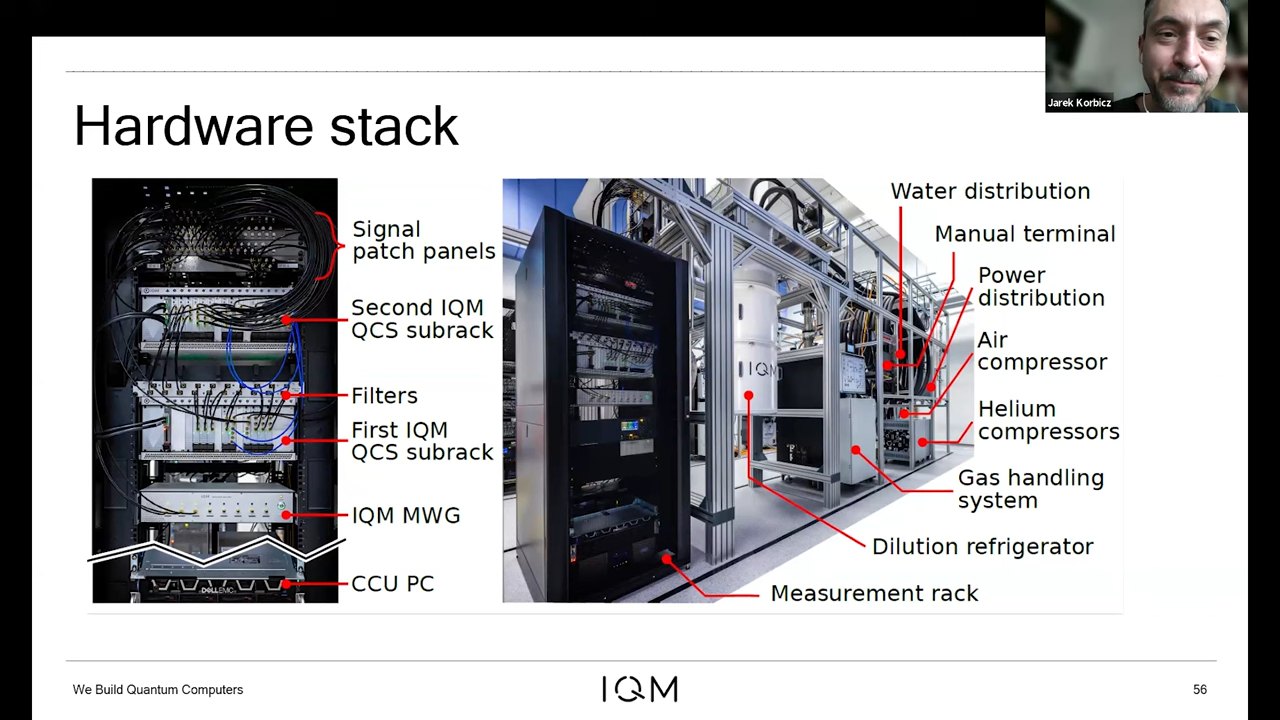 Jarek Korbicz
Hardware stack
Signal
patch panels
Second IQM
QCS subrack
Filters
First IQM
QCS subrack
IQM MWG
CCU PC
DELLEMC
Water distribution
Manual terminal
Power
distribution
Air
compressor
Helium
compressors
Gas handling
system
Dilution refrigerator
Measurement rack
IQM
We Build Quantum Computers
IQM
56